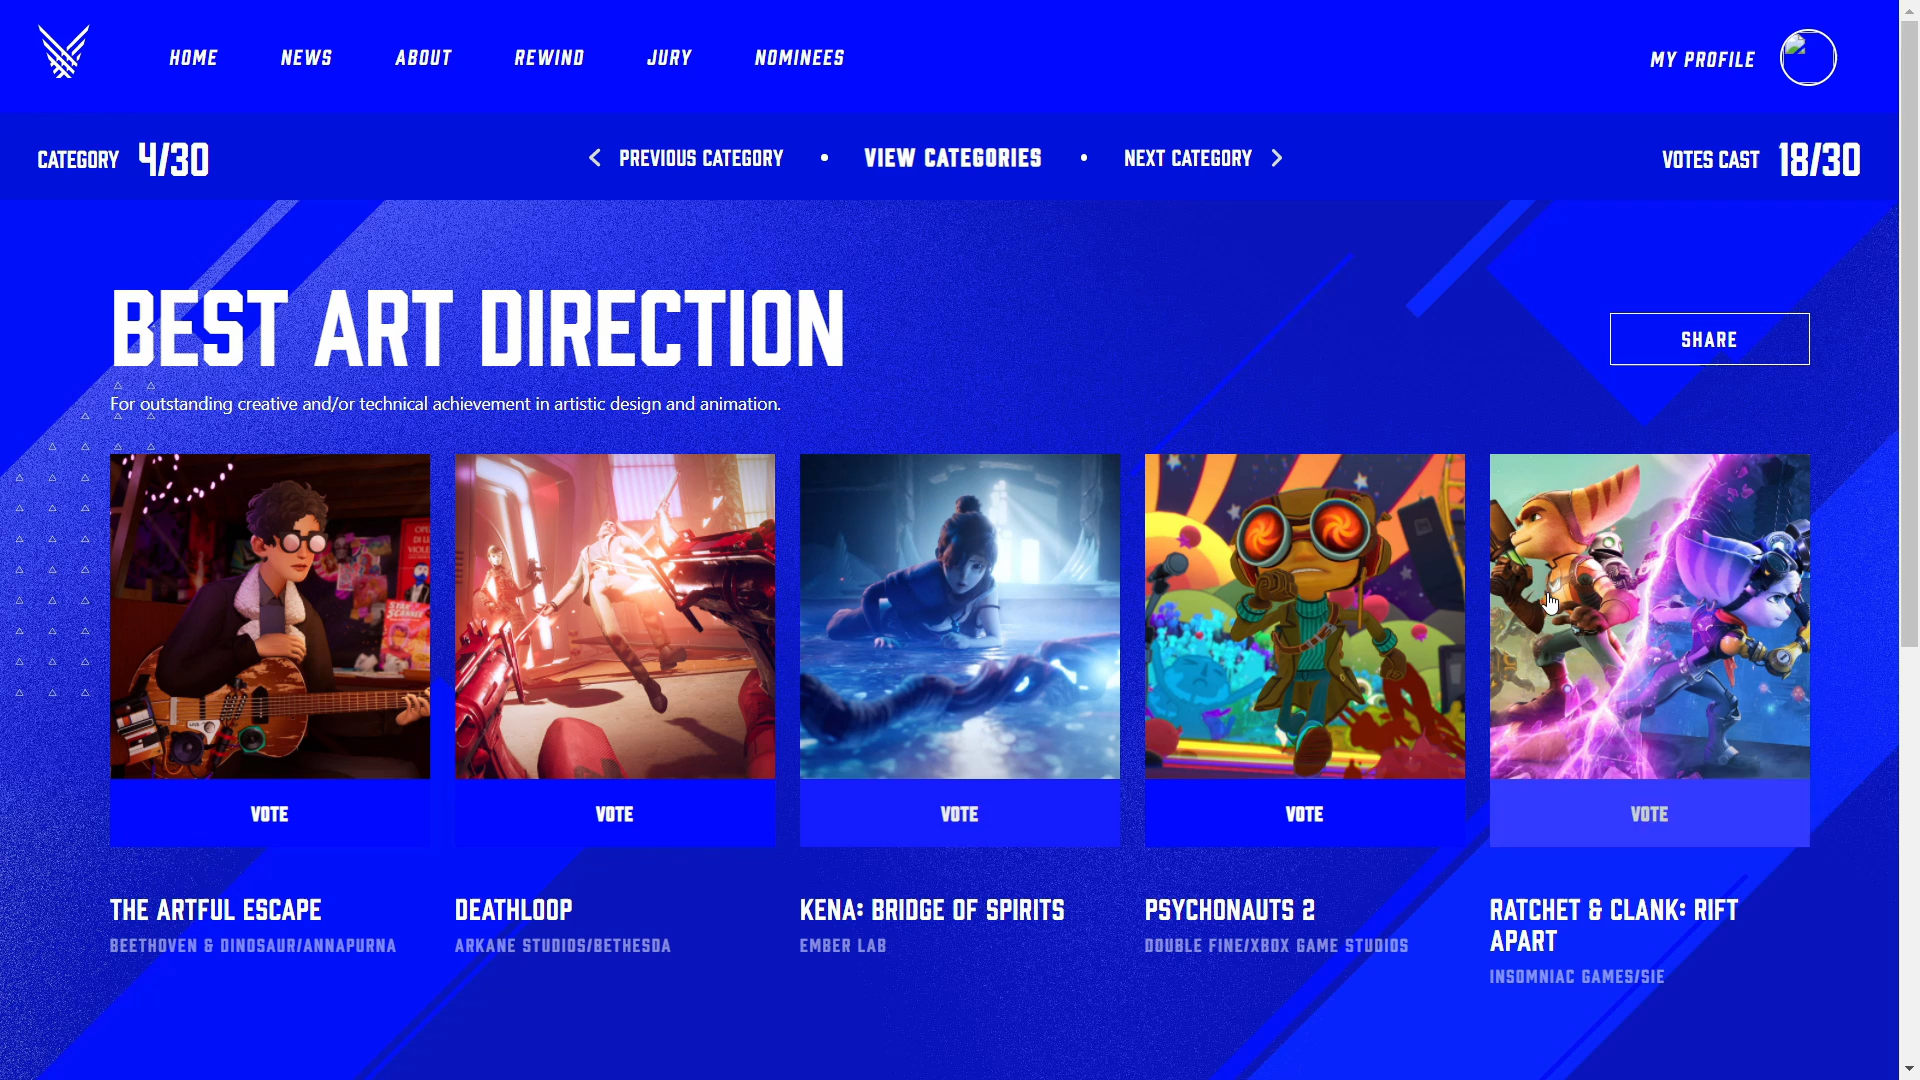 HOME NEWS ABOUT REWIND JURY NOMINEES MY PROFILE
CATEGORY 4/30 PREVIOUS CATEGORY • VIEW CATEGORIES • NEXT CATEGORY VOTES CAST 18/30
BEST ART DIRECTION
SHARE
For outstanding creative and/or technical achievement in artistic design and animation.
VOTE VOTE VOTE VOTE VOTE
THE ARTFUL ESCAPE
BEETHOVEN & DINOSAUR/ANNAPURNA
DEATHLOOP
ARKANE STUDIOS/BETHESDA
KENA: BRIDGE OF SPIRITS
EMBER LAB
PSYCHONAUTS 2
DOUBLE FINE/XBOX GAME STUDIOS
RATCHET & CLANK: RIFT
APART
INSOMNIAC GAMES/SIE